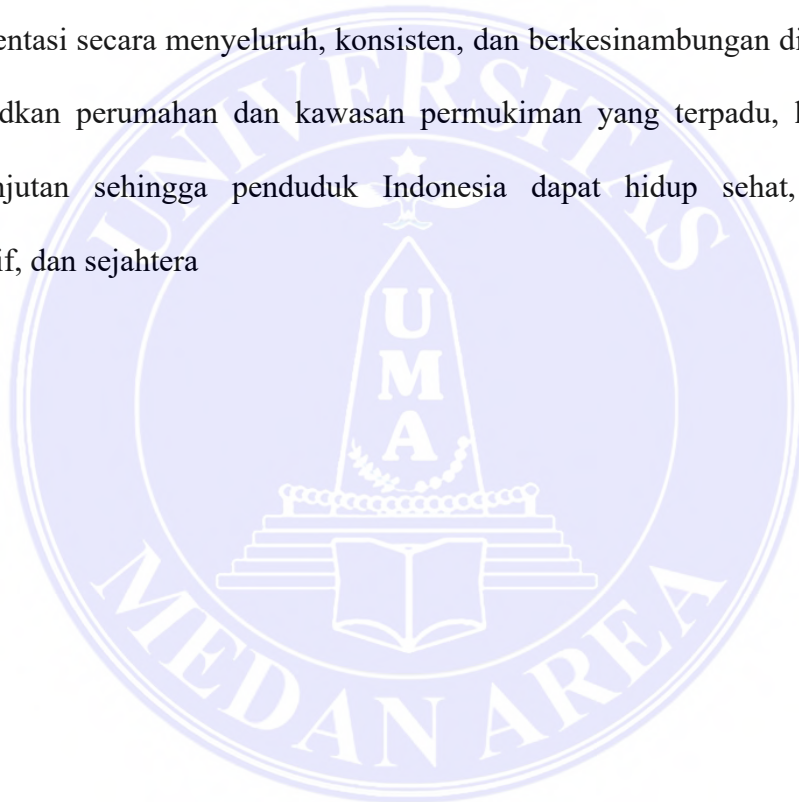 entasi secara menyeluruh, konsisten, dan berkesinambungan di
dkan perumahan dan kawasan permukiman yang terpadu,
njutan sehingga penduduk Indonesia dapat hidup sehat,
if, dan sejahtera
UNIVERSITAS
UMA
MEDAN AREA